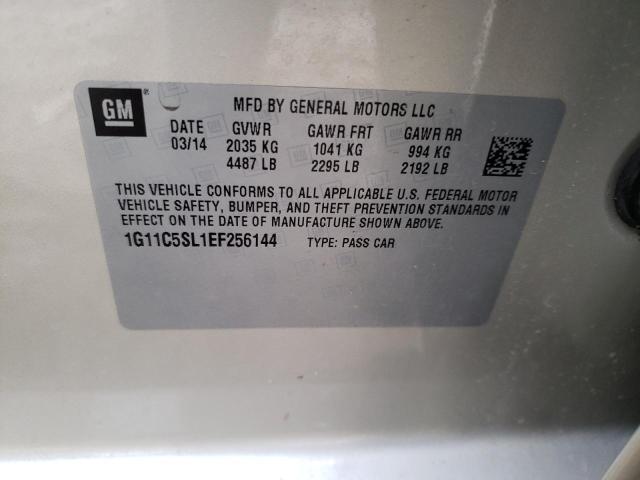 GM MFD BY GENERAL MOTORS LLC
DATE GVWR GAWR FRT GAWR RR
03/14 2035 KG 1041 KG 994 KG
4487 LB 2295 LB 2192 LB
THIS VEHICLE CONFORMS TO ALL APPLICABLE U.S. FEDERAL MOTOR
VEHICLE SAFETY, BUMPER, AND THEFT PREVENTION STANDARDS IN
EFFECT ON THE DATE OF MANUFACTURE SHOWN ABOVE.
1G11C5SL1EF256144 TYPE: PASS CAR